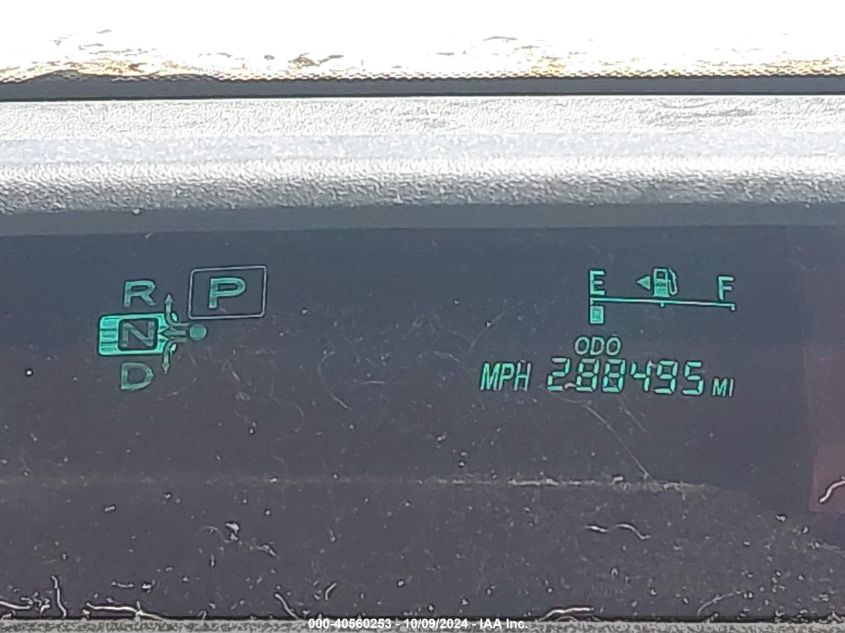 R P
N
D
E F
ODO
MPH 288495 MI
000-40560253 - 10/09/2024 - IAA Inc.